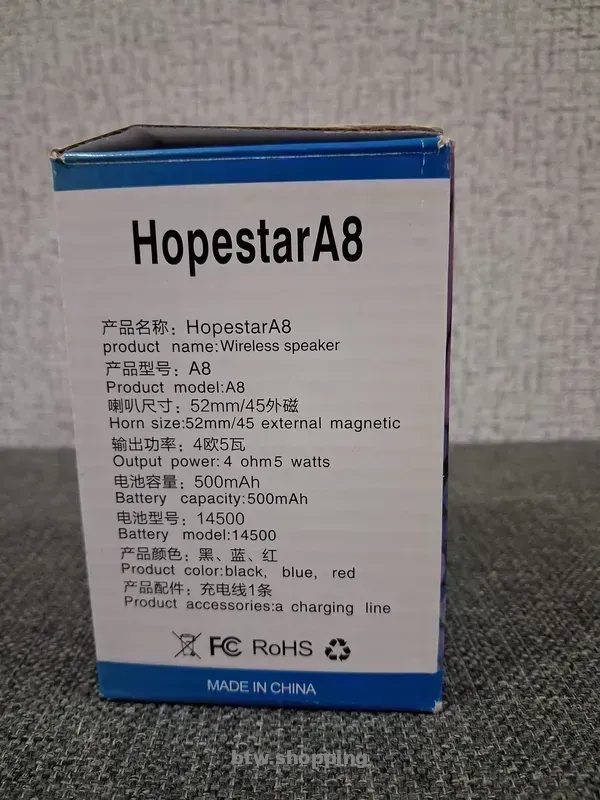 HopestarA8
产品名称：HopestarA8
product name:Wireless speaker
产品型号：A8
Product model:A8
喇叭尺寸：52mm/45外磁
Horn size:52mm/45 external magnetic
输出功率：4欧5瓦
Output power: 4 ohm5 watts
电池容量：500mAh
Battery capacity:500mAh
电池型号：14500
Battery model:14500
产品颜色：黑、蓝、红
Product color:black, blue, red
产品配件：充电线1条
Product accessories:a charging line
FC RoHS
MADE IN CHINA
btw.shopping